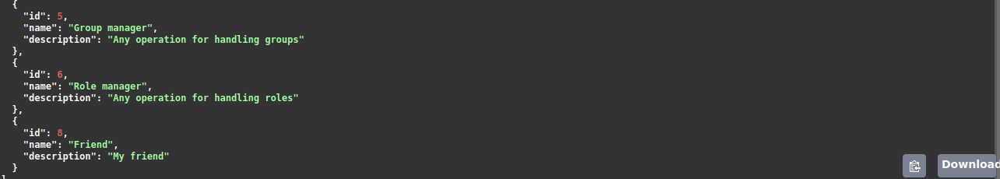 {
"id": 5,
"name": "Group manager",
"description": "Any operation for handling groups"
},
{
"id": 6,
"name": "Role manager",
"description": "Any operation for handling roles"
},
{
"id": 8,
"name": "Friend",
"description": "My friend"
}
Download
]